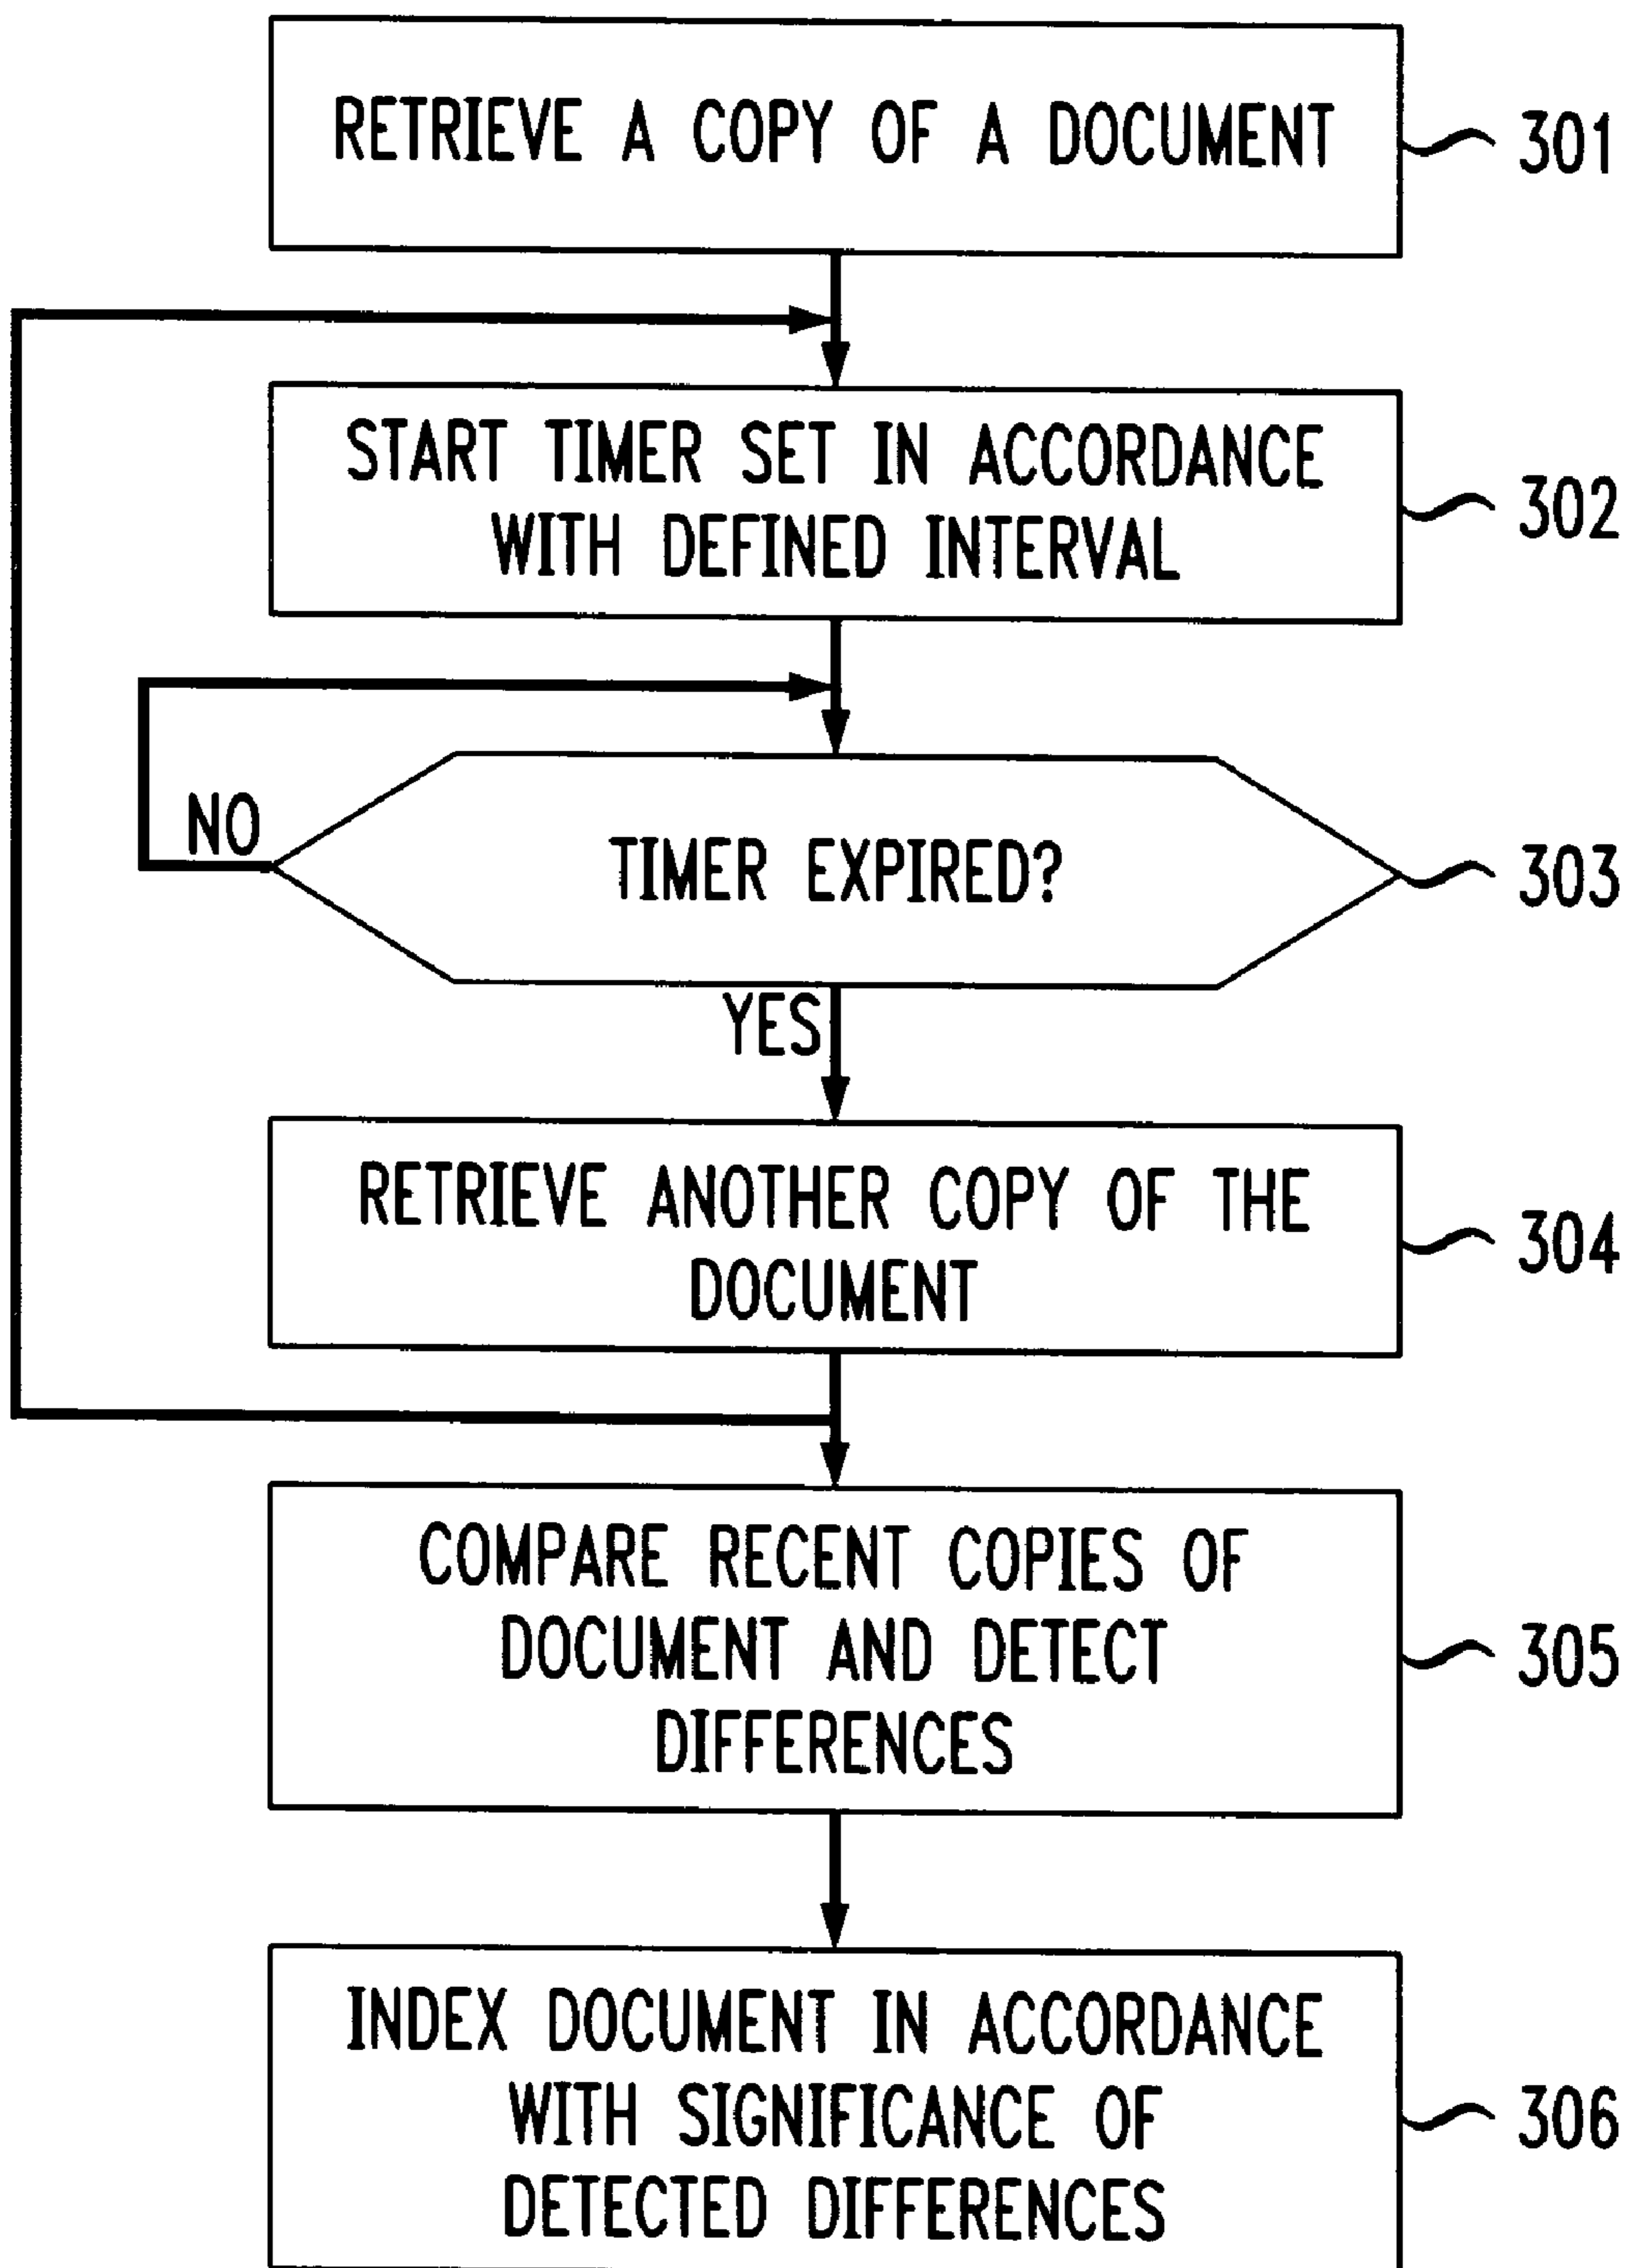 RETRIEVE A COPY OF A DOCUMENT
301
START TIMER SET IN ACCORDANCE
WITH DEFINED INTERVAL
302
NO
TIMER EXPIRED?
303
YES
RETRIEVE ANOTHER COPY OF THE
DOCUMENT
304
COMPARE RECENT COPIES OF
DOCUMENT AND DETECT
DIFFERENCES
305
INDEX DOCUMENT IN ACCORDANCE
WITH SIGNIFICANCE OF
DETECTED DIFFERENCES
306